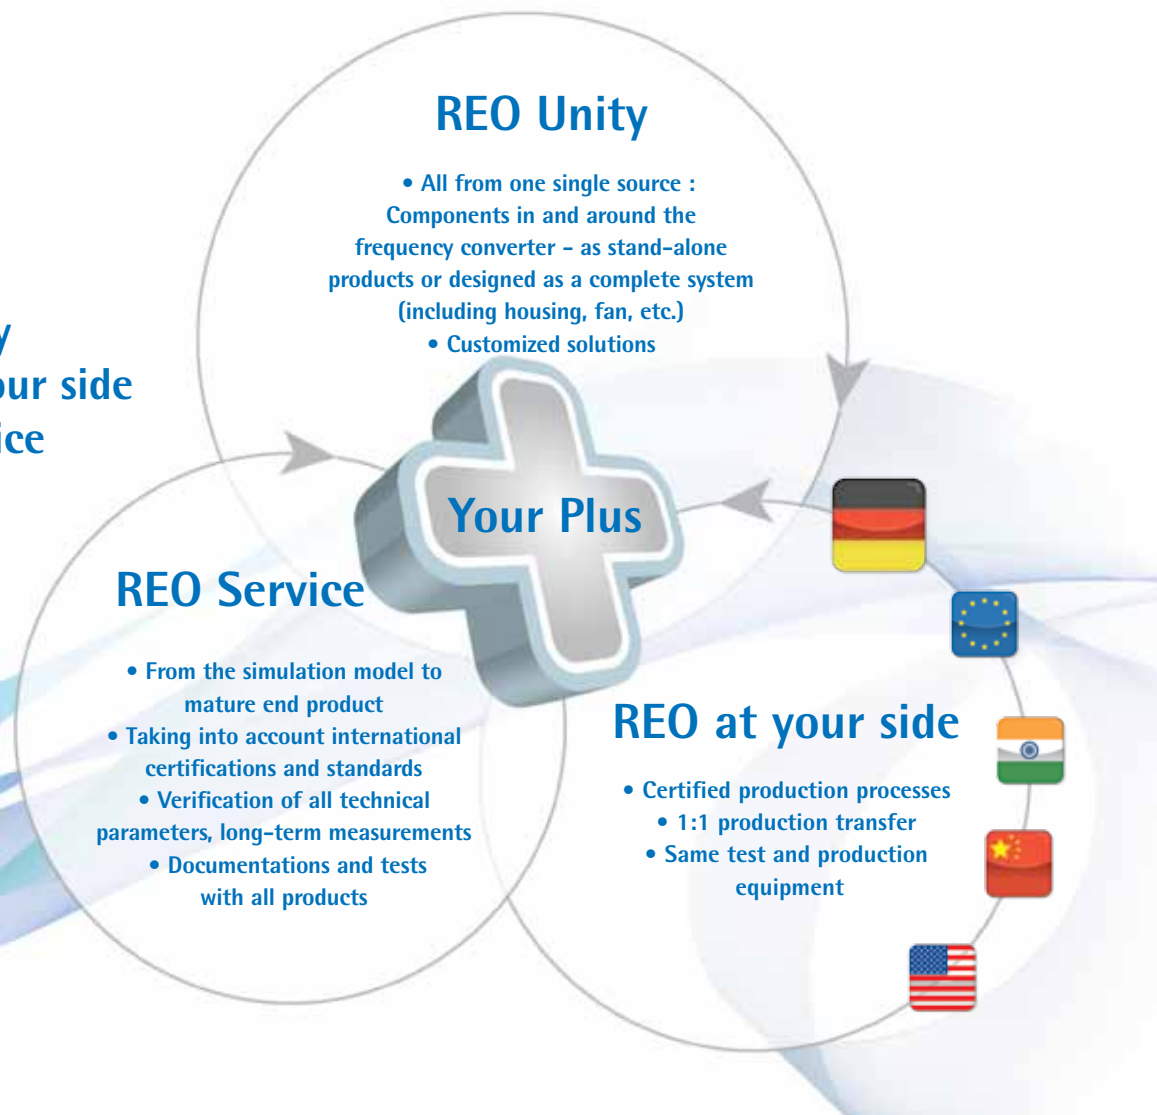 REO Unity
• All from one single source :
Components in and around the
frequency converter - as stand-alone
products or designed as a complete system
(including housing, fan, etc.)
• Customized solutions
y
our side
ice
Your Plus
REO Service
• From the simulation model to
mature end product
• Taking into account international
certifications and standards
• Verification of all technical
parameters, long-term measurements
• Documentations and tests
with all products
REO at your side
• Certified production processes
• 1:1 production transfer
• Same test and production
equipment